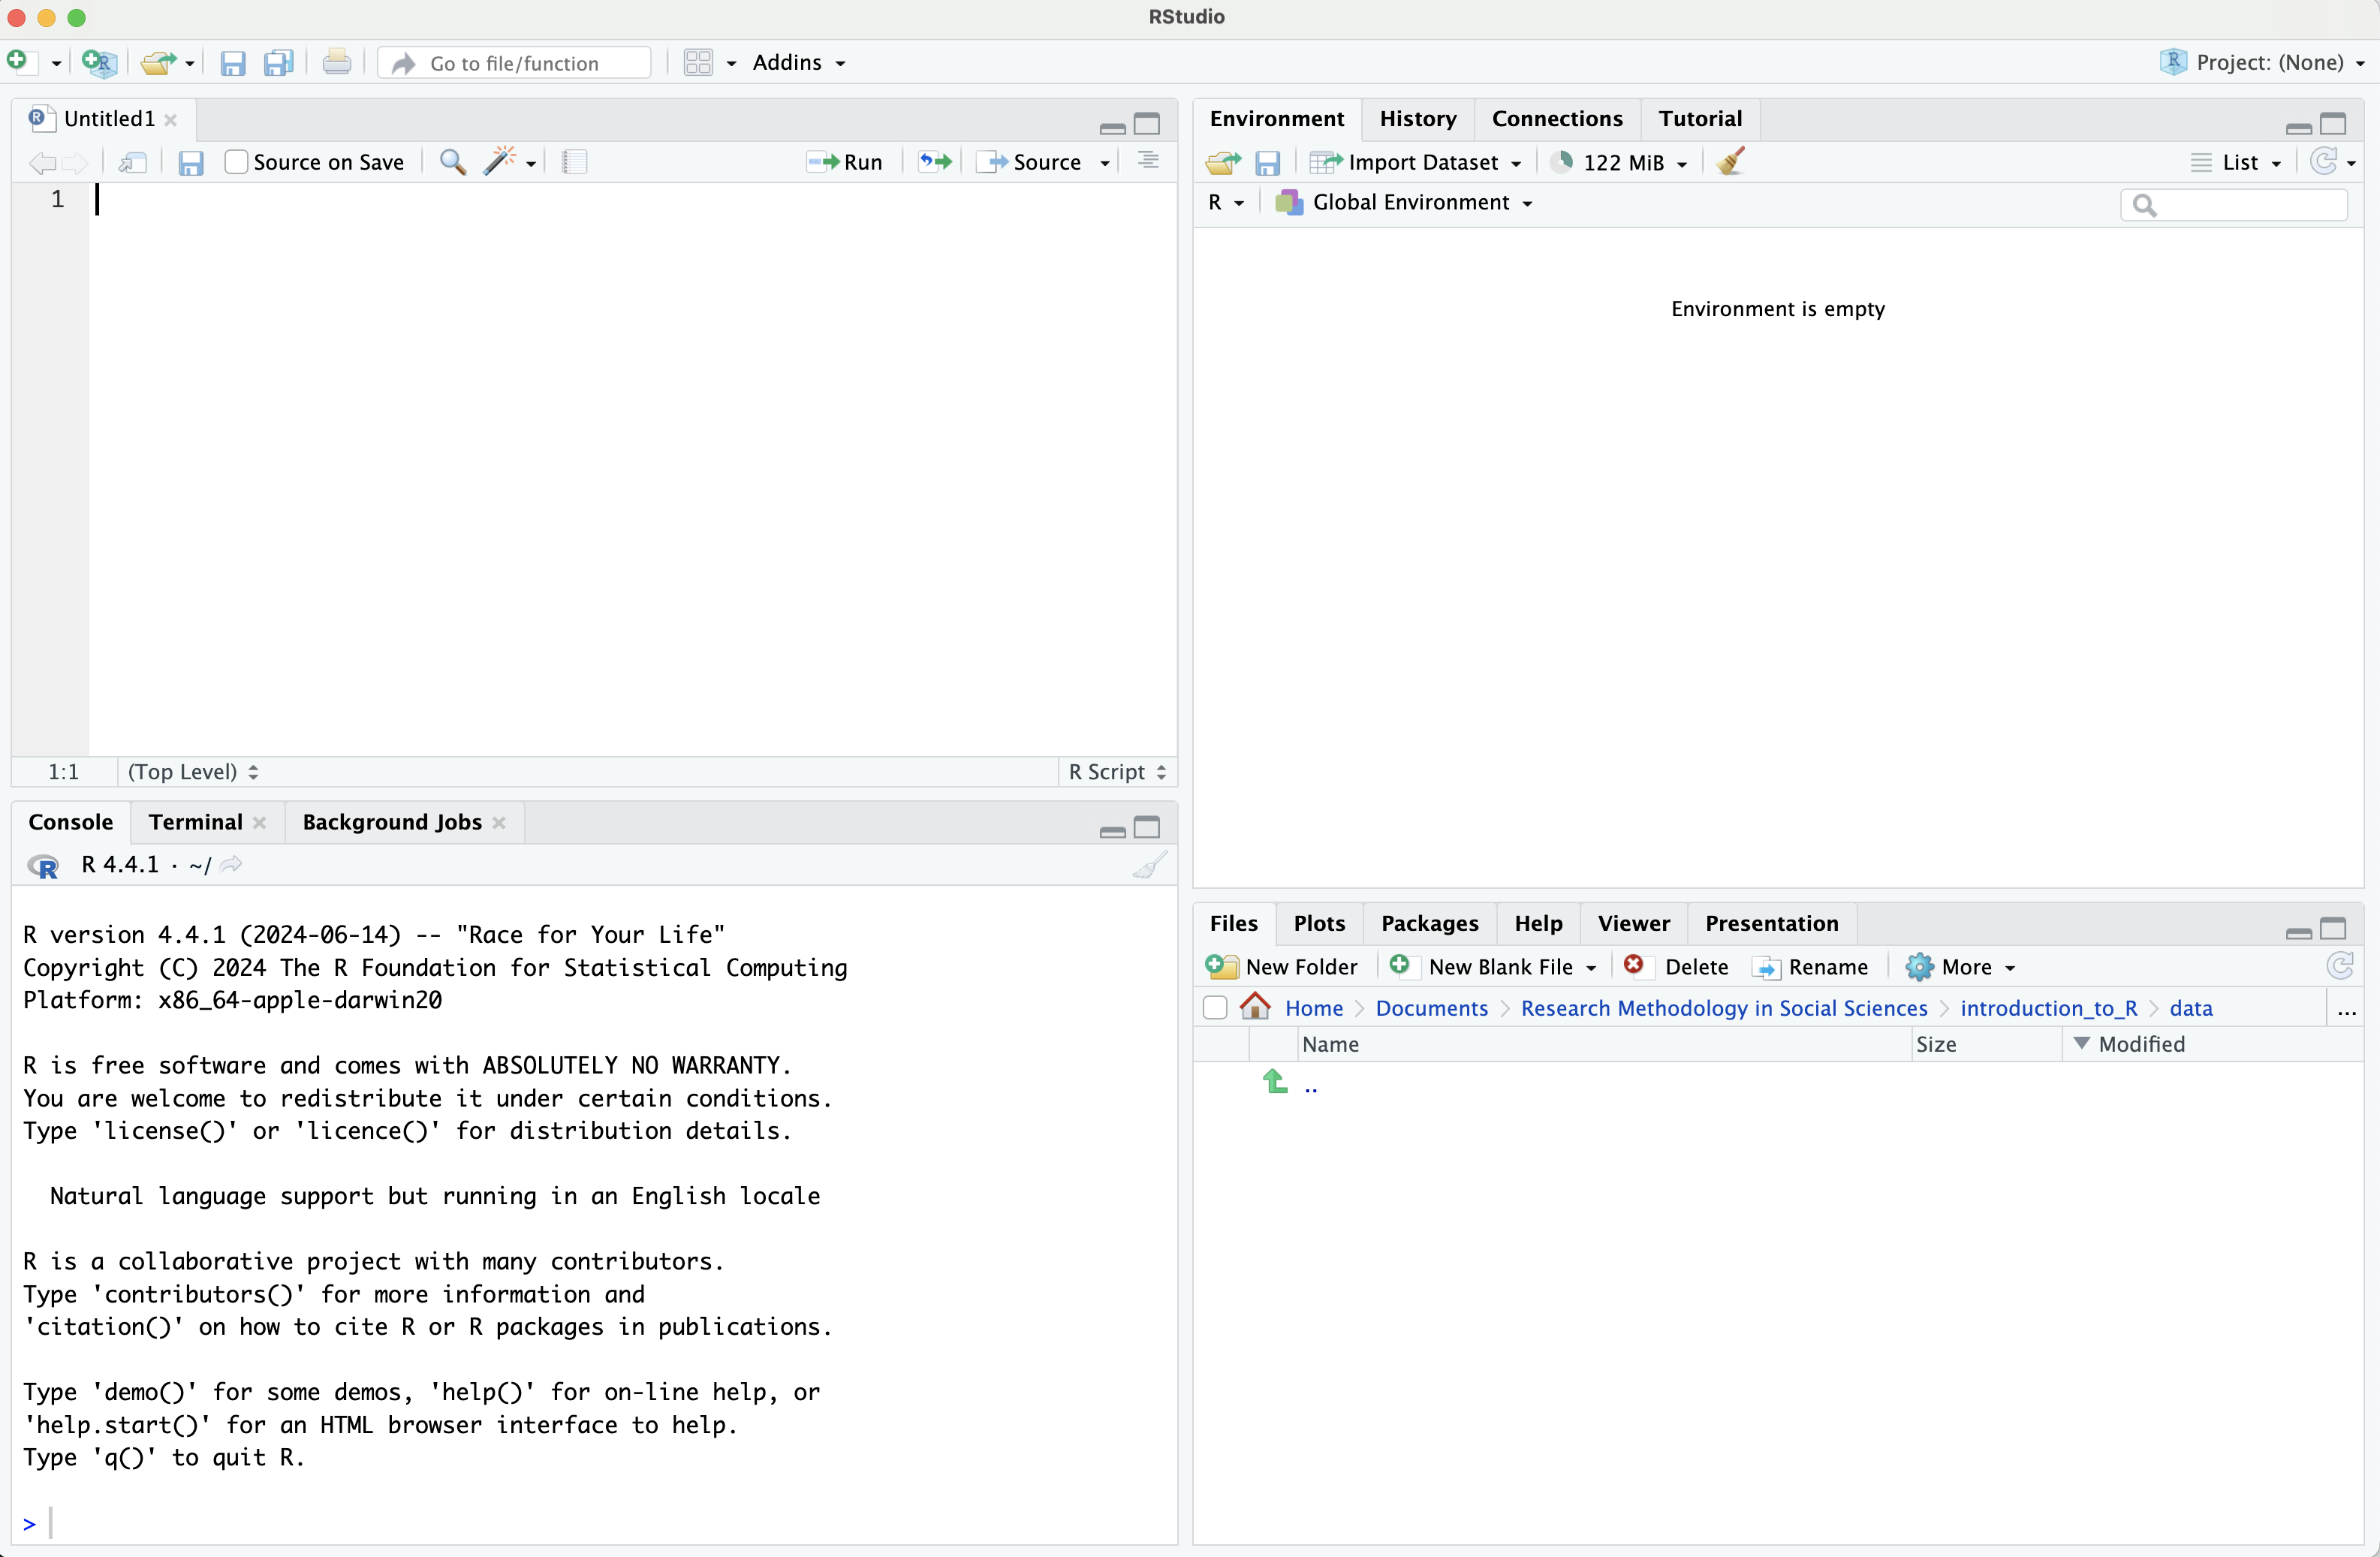 RStudio
Go to file/function
Addins
Project: (None)
Untitled1
Source on Save
Run
Source
1
1:1
(Top Level)
R Script
Console
Terminal
Background Jobs
R 4.4.1 · ~/
R version 4.4.1 (2024-06-14) -- "Race for Your Life"
Copyright (C) 2024 The R Foundation for Statistical Computing
Platform: x86_64-apple-darwin20
R is free software and comes with ABSOLUTELY NO WARRANTY.
You are welcome to redistribute it under certain conditions.
Type 'license()' or 'licence()' for distribution details.
Natural language support but running in an English locale
R is a collaborative project with many contributors.
Type 'contributors()' for more information and
'citation()' on how to cite R or R packages in publications.
Type 'demo()' for some demos, 'help()' for on-line help, or
'help.start()' for an HTML browser interface to help.
Type 'q()' to quit R.
>
Environment
History
Connections
Tutorial
Import Dataset
122 MiB
List
R
Global Environment
Environment is empty
Files
Plots
Packages
Help
Viewer
Presentation
New Folder
New Blank File
Delete
Rename
More
Home > Documents > Research Methodology in Social Sciences > introduction_to_R > data
...
Name
Size
Modified
..